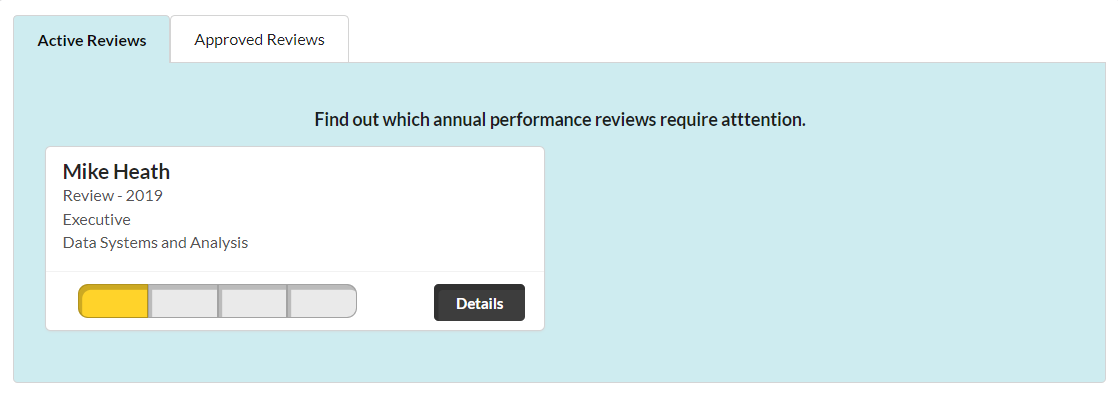 Active Reviews
Approved Reviews
Find out which annual performance reviews require atttention.
Mike Heath
Review - 2019
Executive
Data Systems and Analysis
Details